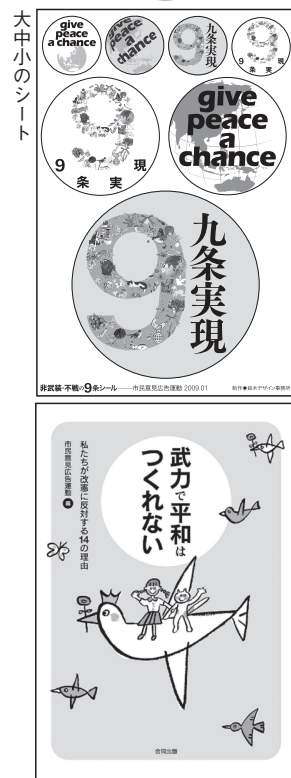 大中小のシート
give
peace
a chance
give
peace
a
chance
九条実現
9条実現
9条実現
give
peace
a
chance
九条実現
非武装・不戦の9条シール――市民意見広告運動 2009.01
制作●鈴木デザイン事務所
武力で平和は
つくれない
私たちが改憲に反対する14の理由
市民意見広告運動 編
合同出版